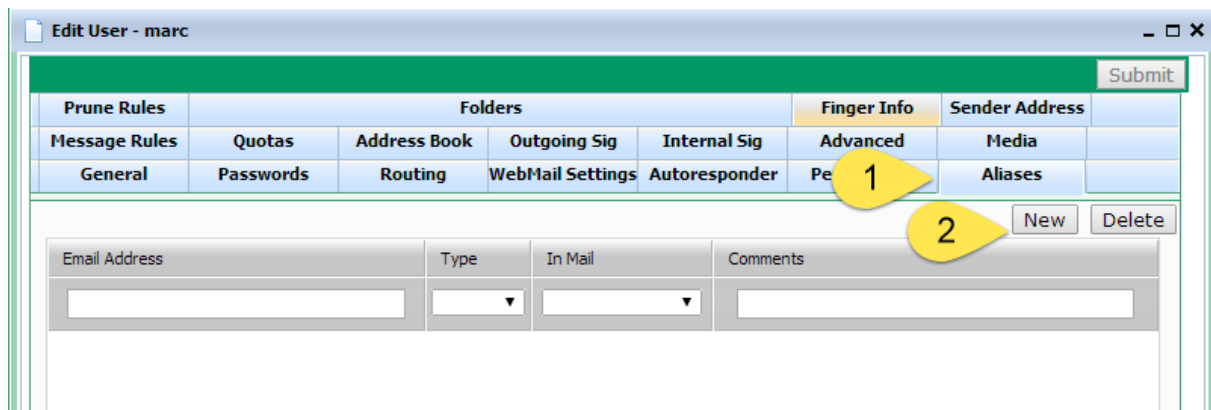 Edit User - marc
Submit
Prune Rules Folders Finger Info Sender Address
Message Rules Quotas Address Book Outgoing Sig Internal Sig Advanced Media
General Passwords Routing WebMail Settings Autoresponder Pe 1 Aliases
2 New Delete
Email Address Type In Mail Comments